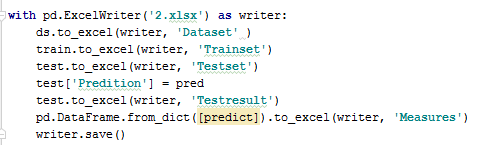 with pd.ExcelWriter('2.xlsx') as writer:
    ds.to_excel(writer, 'Dataset' )
    train.to_excel(writer, 'Trainset')
    test.to_excel(writer, 'Testset')
    test['Predition'] = pred
    test.to_excel(writer, 'Testresult')
    pd.DataFrame.from_dict([predict]).to_excel(writer, 'Measures')
    writer.save()